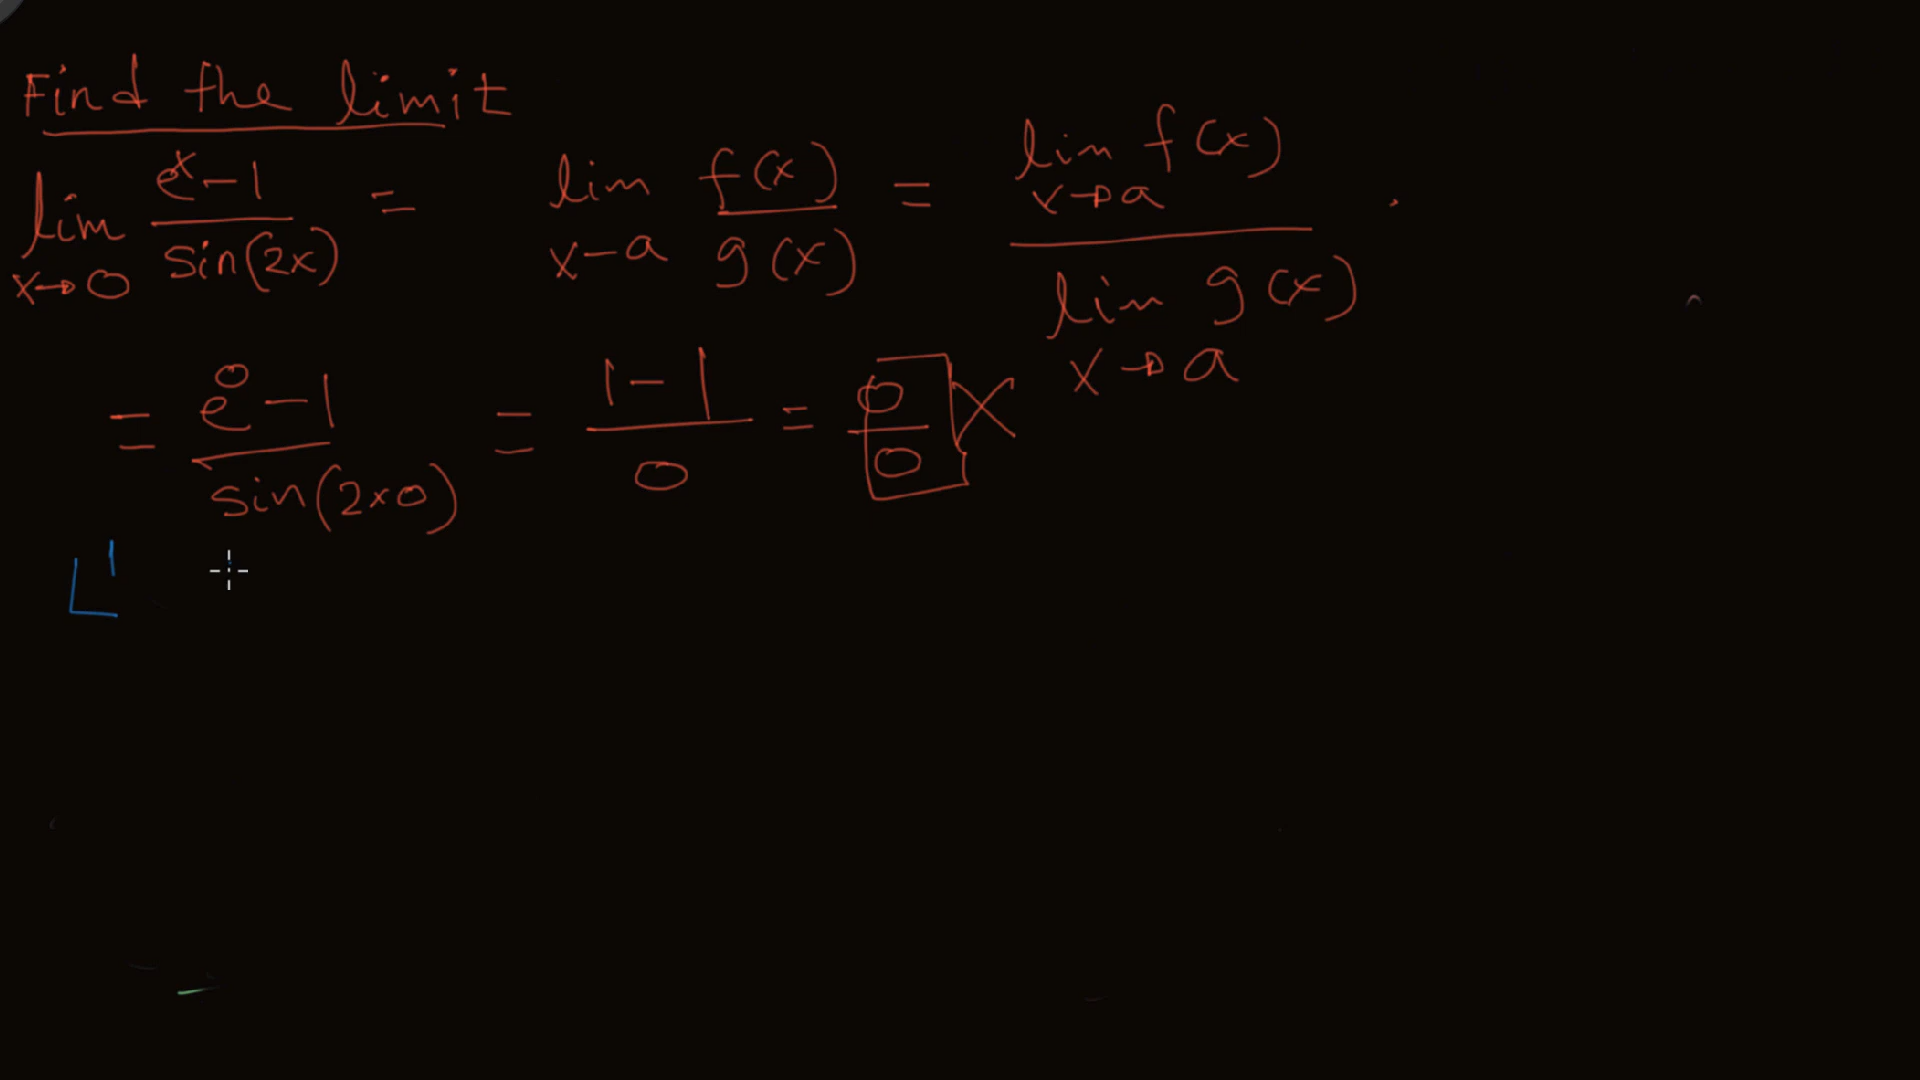 Find the limit
lim x→0 (e^x - 1)/(sin(2x)) = lim x-a f(x)/g(x) = (lim x→a f(x))/(lim x→a g(x)) .
= (e^0 - 1)/(sin(2×0)) = (1-1)/0 = 0/0 X
L'